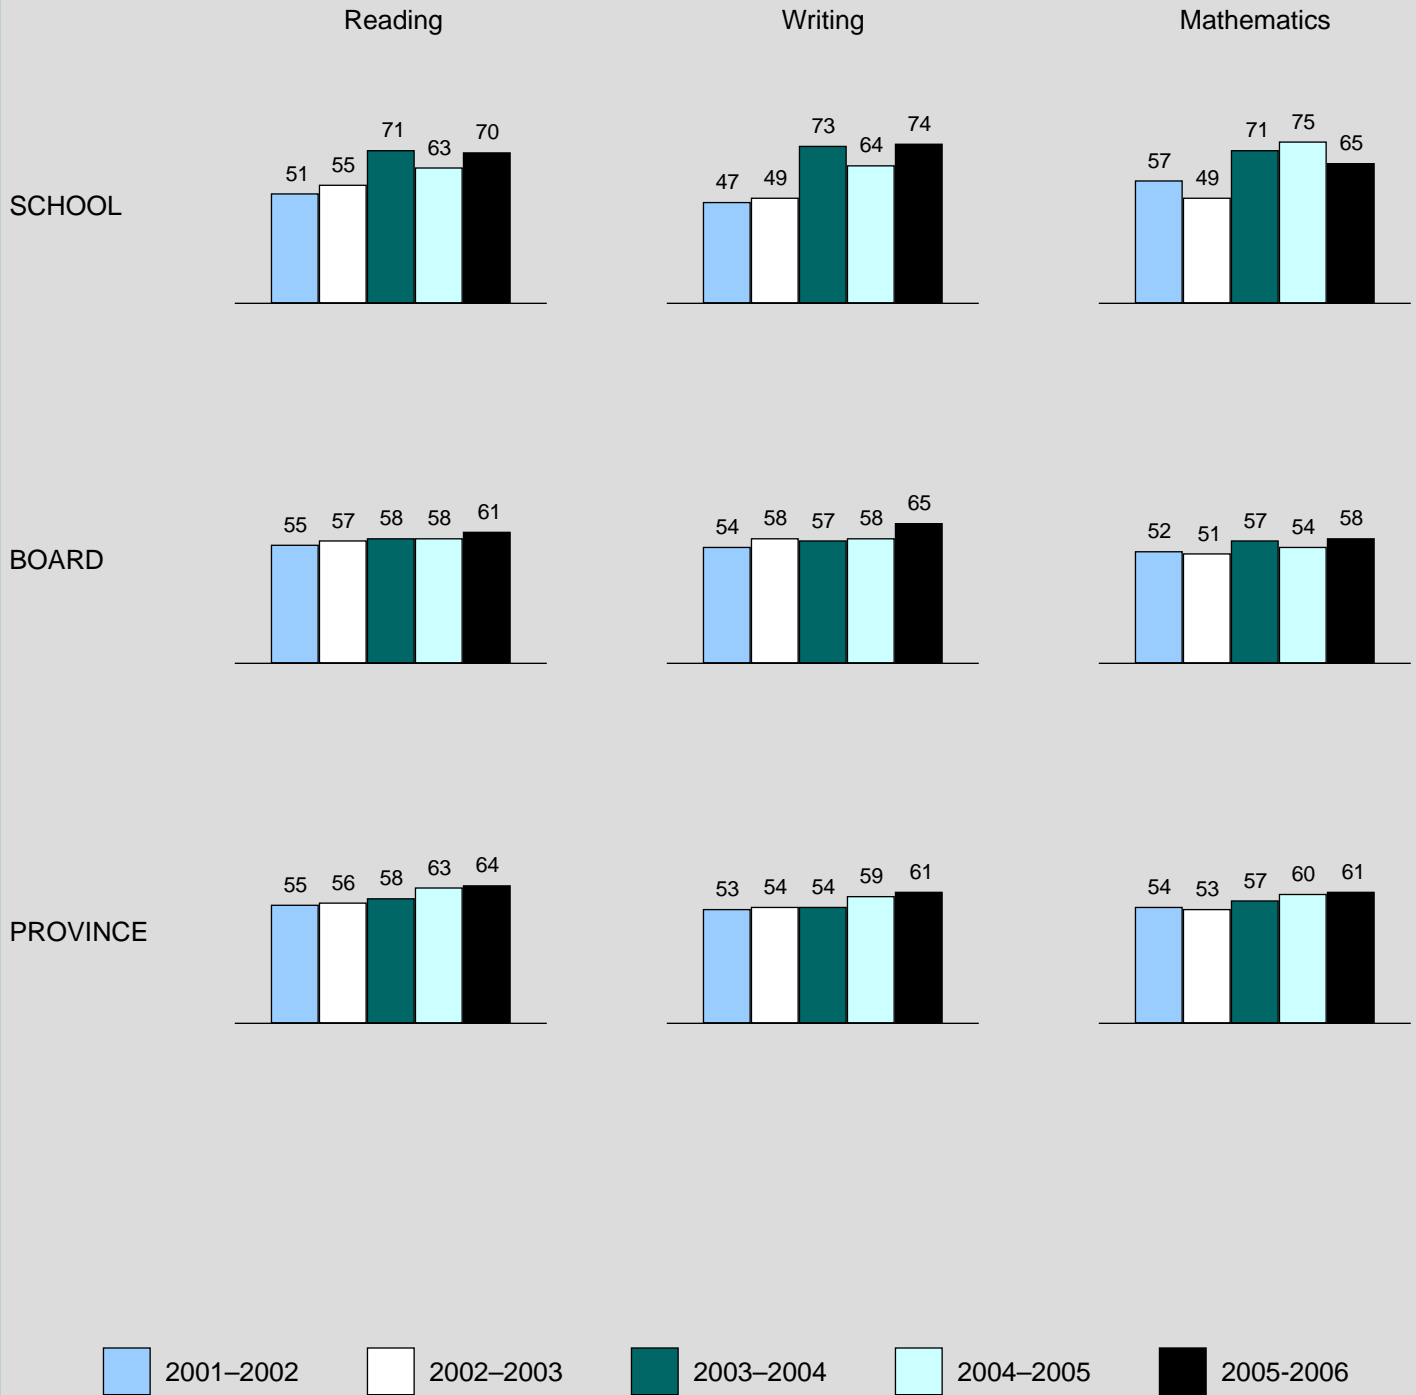 Reading Writing Mathematics
SCHOOL
51 55 71 63 70
47 49 73 64 74
57 49 71 75 65
BOARD
55 57 58 58 61
54 58 57 58 65
52 51 57 54 58
PROVINCE
55 56 58 63 64
53 54 54 59 61
54 53 57 60 61
2001–2002 2002–2003 2003–2004 2004–2005 2005-2006